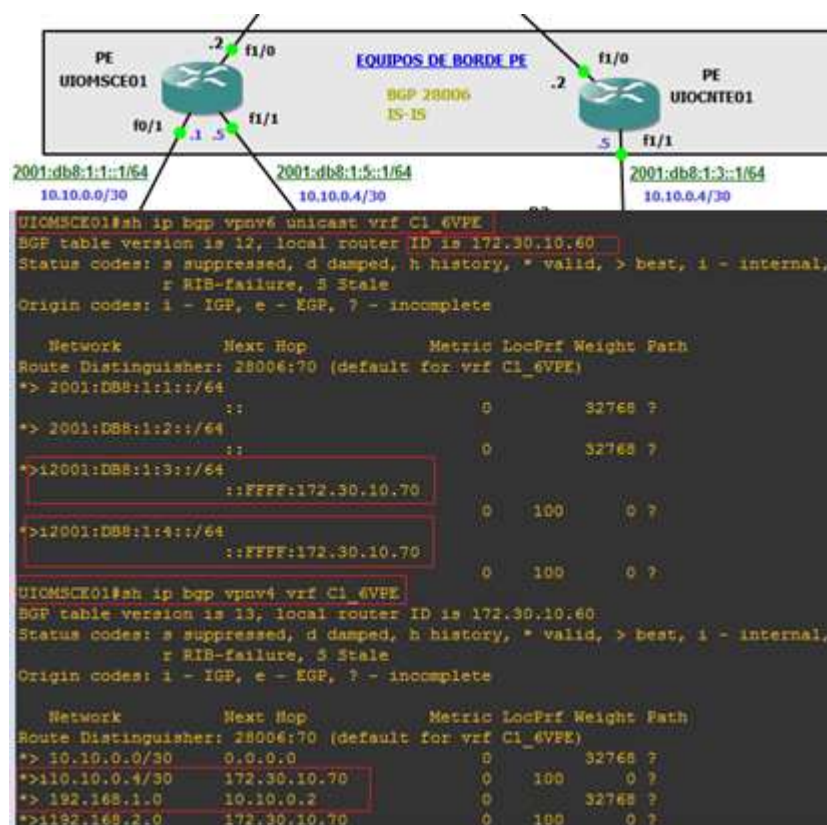 .2 f1/0
PE
UIOMSCE01
EQUIPOS DE BORDE PE
BGP 28006
IS-IS
f1/0
.2
PE
UIOCNTE01
f0/1
.1 .5
f1/1
.5 f1/1
2001:db8:1:1::1/64
10.10.0.0/30
2001:db8:1:5::1/64
10.10.0.4/30
2001:db8:1:3::1/64
10.10.0.4/30
UIOMSCE01#sh ip bgp vpnv6 unicast vrf C1_6VPE
BGP table version is 12, local router ID is 172.30.10.60
Status codes: s suppressed, d damped, h history, * valid, > best, i - internal,
r RIB-failure, S Stale
Origin codes: i - IGP, e - EGP, ? - incomplete
Network Next Hop Metric LocPrf Weight Path
Route Distinguisher: 28006:70 (default for vrf C1_6VPE)
*> 2001:DB8:1:1::/64
:: 0 32768 ?
*> 2001:DB8:1:2::/64
:: 0 32768 ?
*>i2001:DB8:1:3::/64
::FFFF:172.30.10.70
0 100 0 ?
*>i2001:DB8:1:4::/64
::FFFF:172.30.10.70
0 100 0 ?
UIOMSCE01#sh ip bgp vpnv4 vrf C1_6VPE
BGP table version is 13, local router ID is 172.30.10.60
Status codes: s suppressed, d damped, h history, * valid, > best, i - internal,
r RIB-failure, S Stale
Origin codes: i - IGP, e - EGP, ? - incomplete
Network Next Hop Metric LocPrf Weight Path
Route Distinguisher: 28006:70 (default for vrf C1_6VPE)
*> 10.10.0.0/30 0.0.0.0 0 32768 ?
*>i10.10.0.4/30 172.30.10.70 0 100 0 ?
*> 192.168.1.0 10.10.0.2 0 32768 ?
*>i192.168.2.0 172.30.10.70 0 100 0 ?